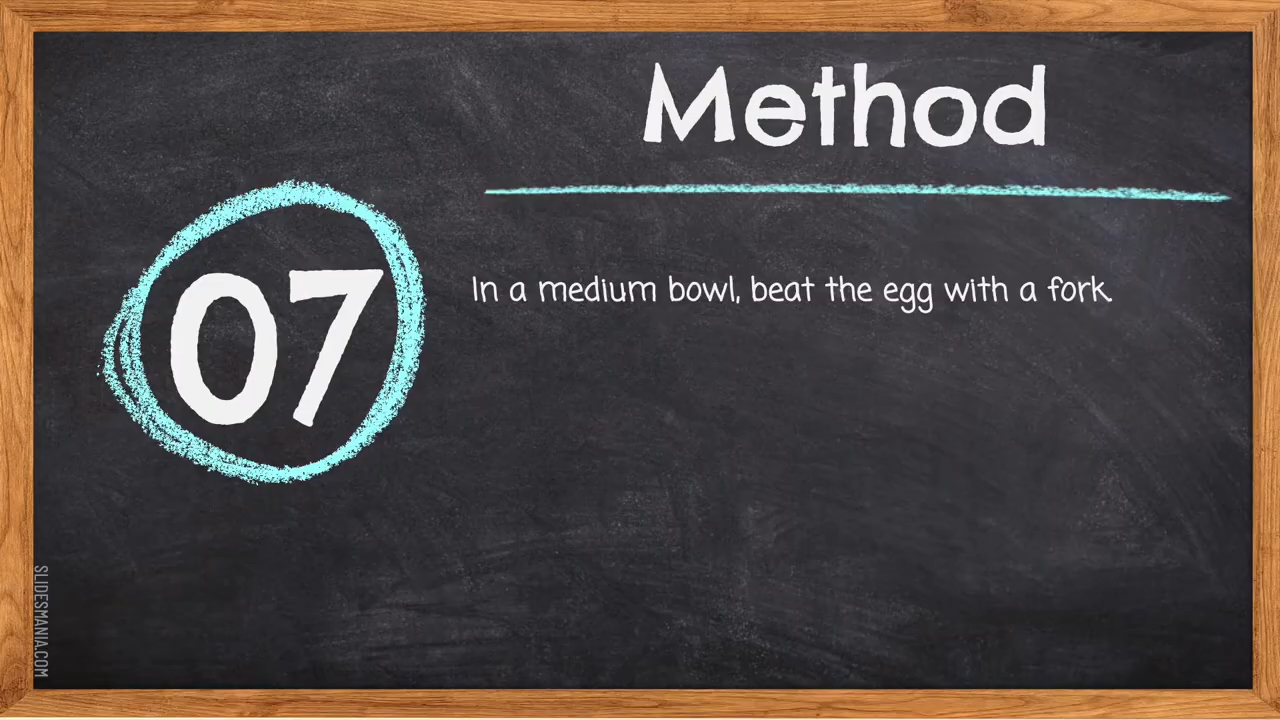 Method
07
In a medium bowl, beat the egg with a fork.
SLIDESMANIA.COM